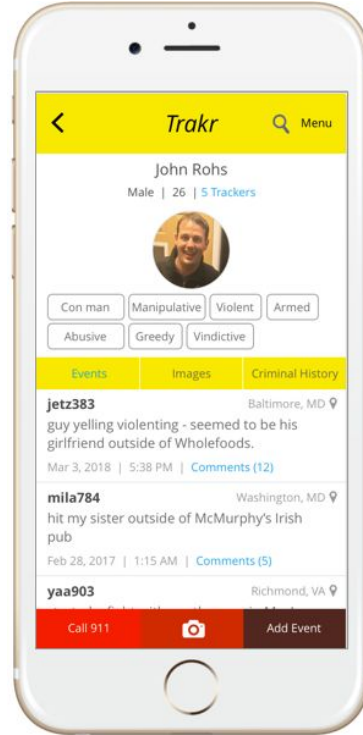 Trakr
Menu
John Rohs
Male | 26 | 5 Trackers
Con man Manipulative Violent Armed
Abusive Greedy Vindictive
Events Images Criminal History
jetz383 Baltimore, MD
guy yelling violenting - seemed to be his
girlfriend outside of Wholefoods.
Mar 3, 2018 | 5:38 PM | Comments (12)
mila784 Washington, MD
hit my sister outside of McMurphy's Irish
pub
Feb 28, 2017 | 1:15 AM | Comments (5)
yaa903 Richmond, VA
Call 911 Add Event